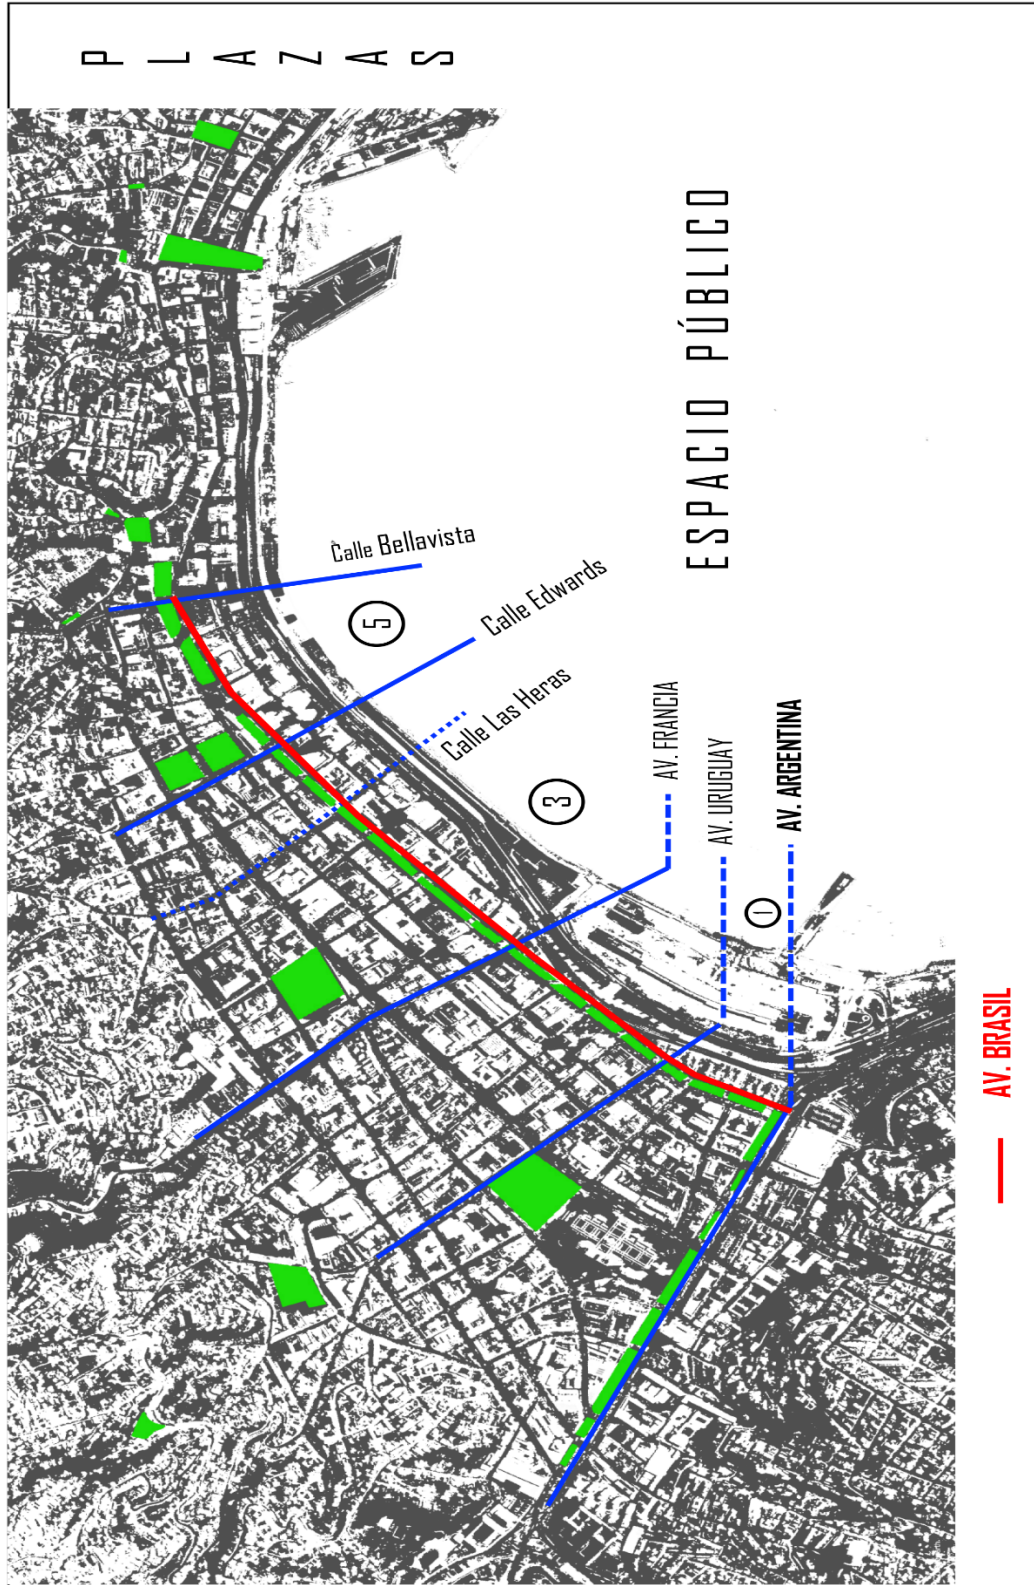 PLAZAS
ESPACIO PÚBLICO
Calle Bellavista
5
Calle Edwards
Calle Las Heras
3
AV. FRANCIA
AV. URUGUAY
1
AV. ARGENTINA
AV. BRASIL